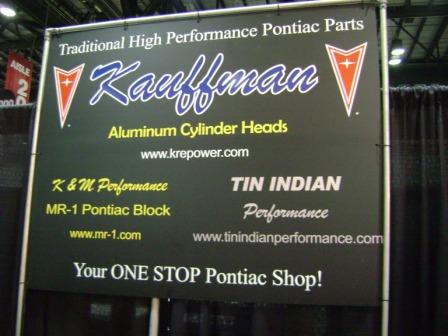 AISLE
Traditional High Performance Pontiac Parts
Kauffman
Aluminum Cylinder Heads
www.krepower.com
K & M Performance
MR-1 Pontiac Block
www.mr-1.com
TIN INDIAN
Performance
www.tinindianperformance.com
Your ONE STOP Pontiac Shop!